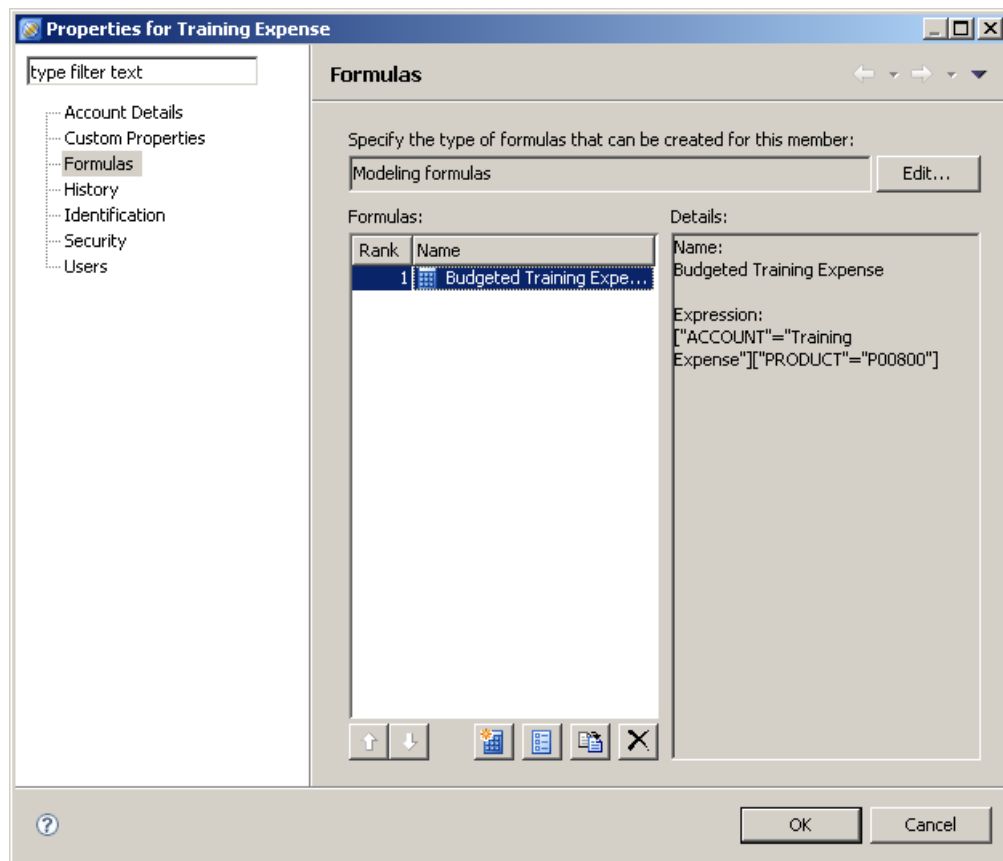 Properties for Training Expense
type filter text
Account Details
Custom Properties
Formulas
History
Identification
Security
Users
Formulas
Specify the type of formulas that can be created for this member:
Modeling formulas
Edit...
Formulas:
Rank Name
1 Budgeted Training Expe...
Details:
Name:
Budgeted Training Expense
Expression:
["ACCOUNT"="Training
Expense"]["PRODUCT"="P00800"]
OK
Cancel